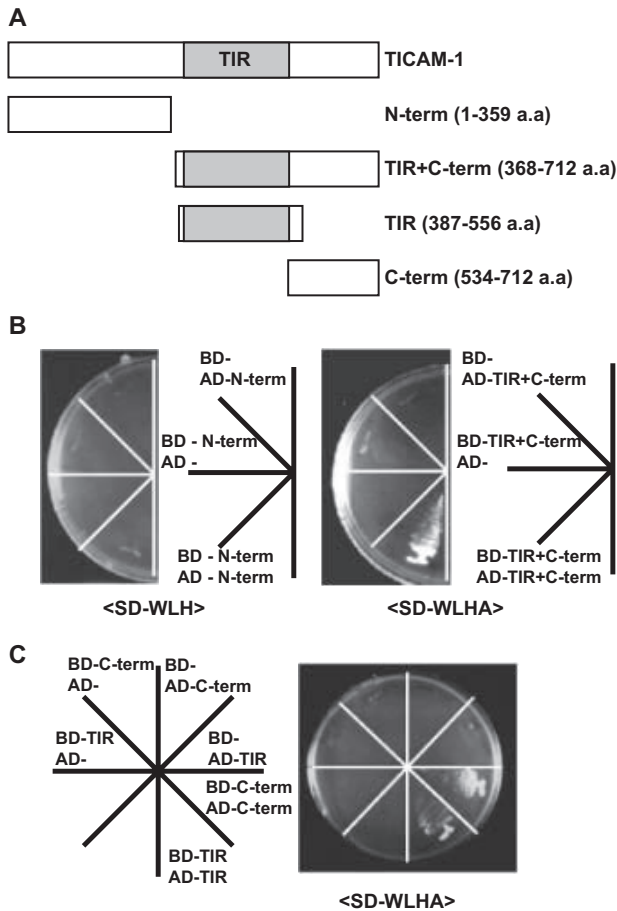 A
TIR
TICAM-1
N-term (1-359 a.a)
TIR+C-term (368-712 a.a)
TIR (387-556 a.a)
C-term (534-712 a.a)
B
BD-
AD-N-term
BD - N-term
AD -
BD - N-term
AD - N-term
<SD-WLH>
BD-
AD-TIR+C-term
BD-TIR+C-term
AD-
BD-TIR+C-term
AD-TIR+C-term
<SD-WLHA>
C
BD-C-term
AD-
BD-
AD-C-term
BD-TIR
AD-
BD-
AD-TIR
BD-C-term
AD-C-term
BD-TIR
AD-TIR
<SD-WLHA>